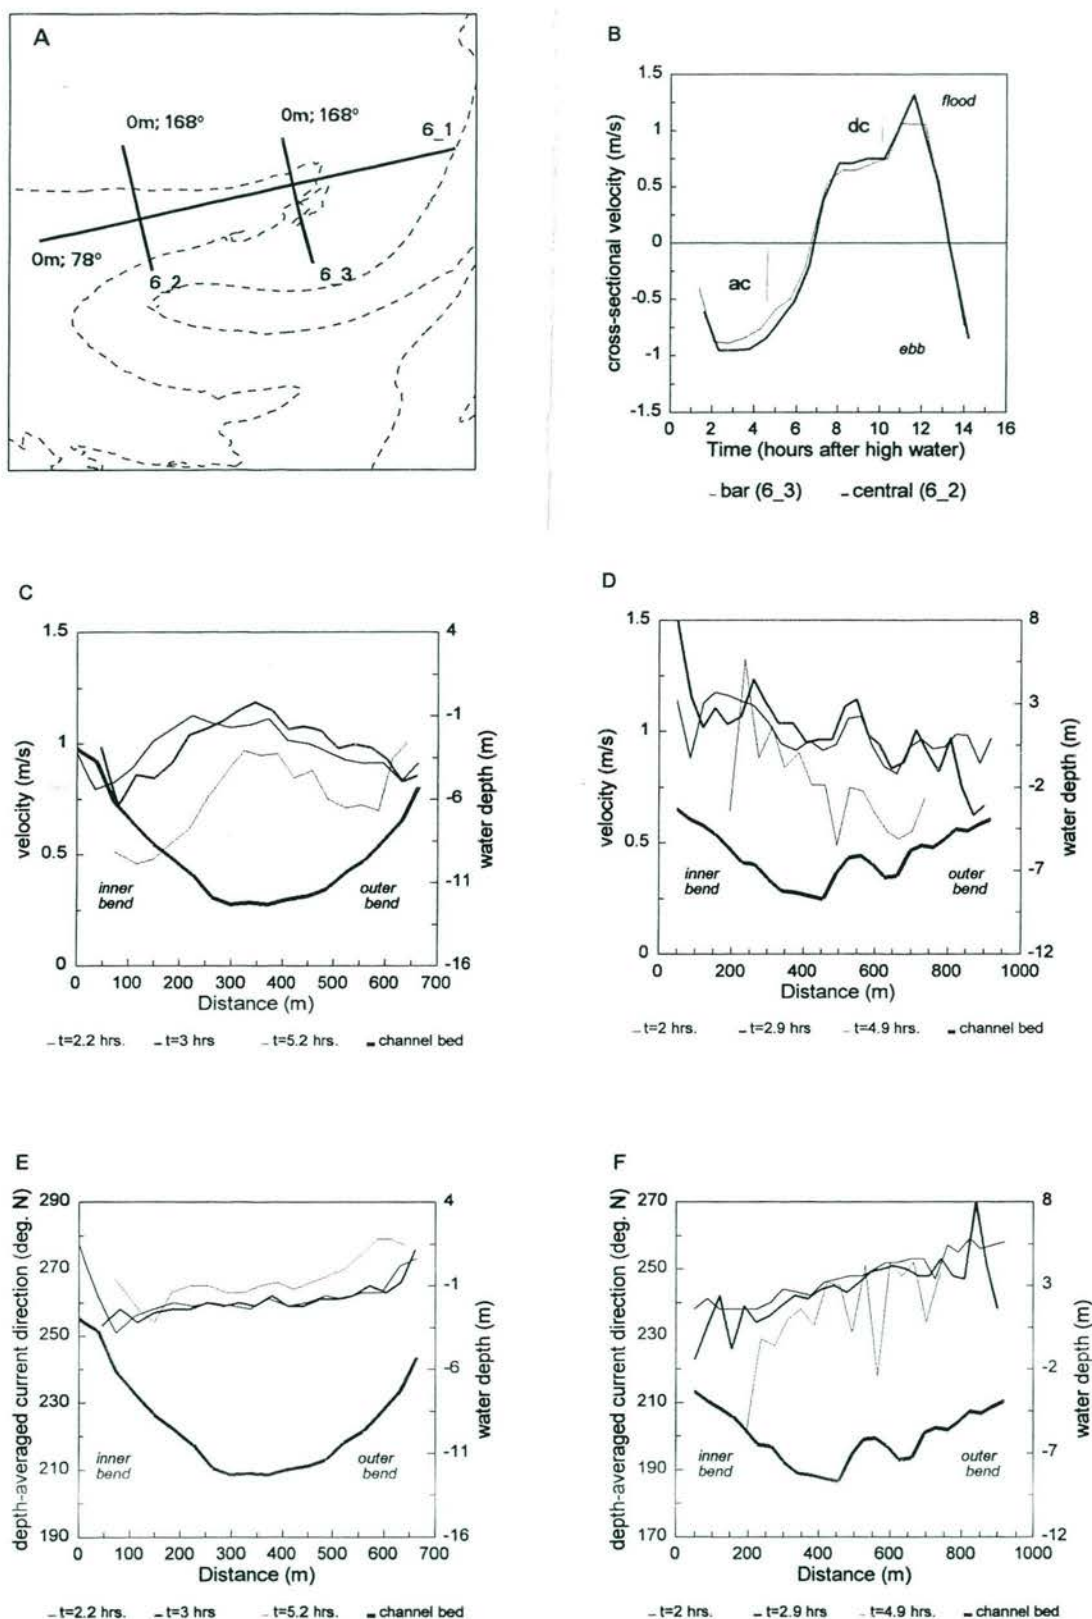 A
0m; 168°
0m; 168°
6_1
0m; 78°
6_2
6_3
B
cross-sectional velocity (m/s)
1.5
1
0.5
0
-0.5
-1
-1.5
flood
dc
ac
ebb
0 2 4 6 8 10 12 14 16
Time (hours after high water)
bar (6_3) central (6_2)
C
velocity (m/s)
1.5
1
0.5
0
4
-1
-6
-11
-16
water depth (m)
inner bend
outer bend
0 100 200 300 400 500 600 700
Distance (m)
t=2.2 hrs. t=3 hrs t=5.2 hrs. channel bed
D
velocity (m/s)
1.5
1
0.5
0
8
3
-2
-7
-12
water depth (m)
inner bend
outer bend
0 200 400 600 800 1000
Distance (m)
t=2 hrs. t=2.9 hrs t=4.9 hrs. channel bed
E
depth-averaged current direction (deg. N)
290
270
250
230
210
190
4
-1
-6
-11
-16
water depth (m)
inner bend
outer bend
0 100 200 300 400 500 600 700
Distance (m)
t=2.2 hrs. t=3 hrs t=5.2 hrs. channel bed
F
depth-averaged current direction (deg. N)
270
250
230
210
190
170
8
3
-2
-7
-12
water depth (m)
inner bend
outer bend
0 200 400 600 800 1000
Distance (m)
t=2 hrs. t=2.9 hrs t=4.9 hrs. channel bed